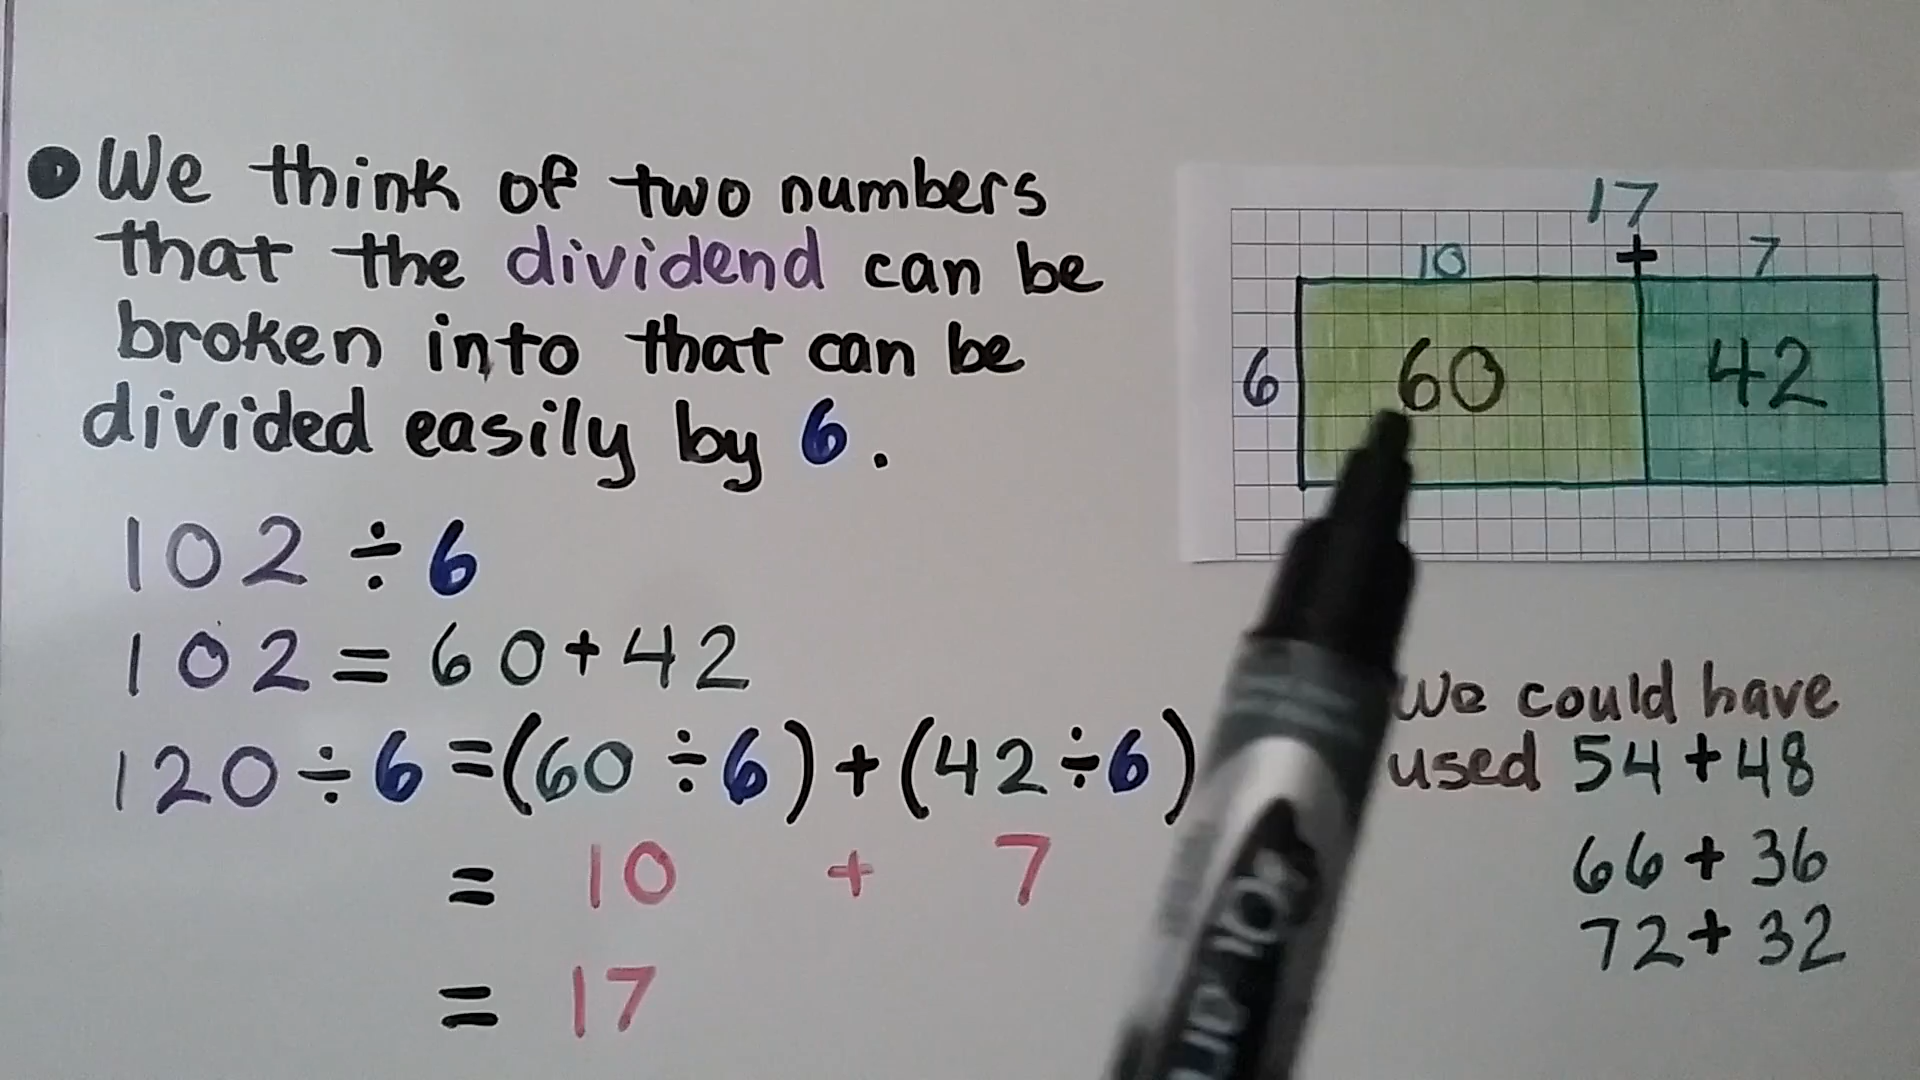 We think of two numbers
that the dividend can be
broken into that can be
divided easily by 6.
102 ÷ 6
102 = 60 + 42
120 ÷ 6 = (60 ÷ 6) + (42 ÷ 6)
= 10 + 7
= 17
17
10 + 7
6 60 42
We could have
used 54 + 48
66 + 36
72 + 32